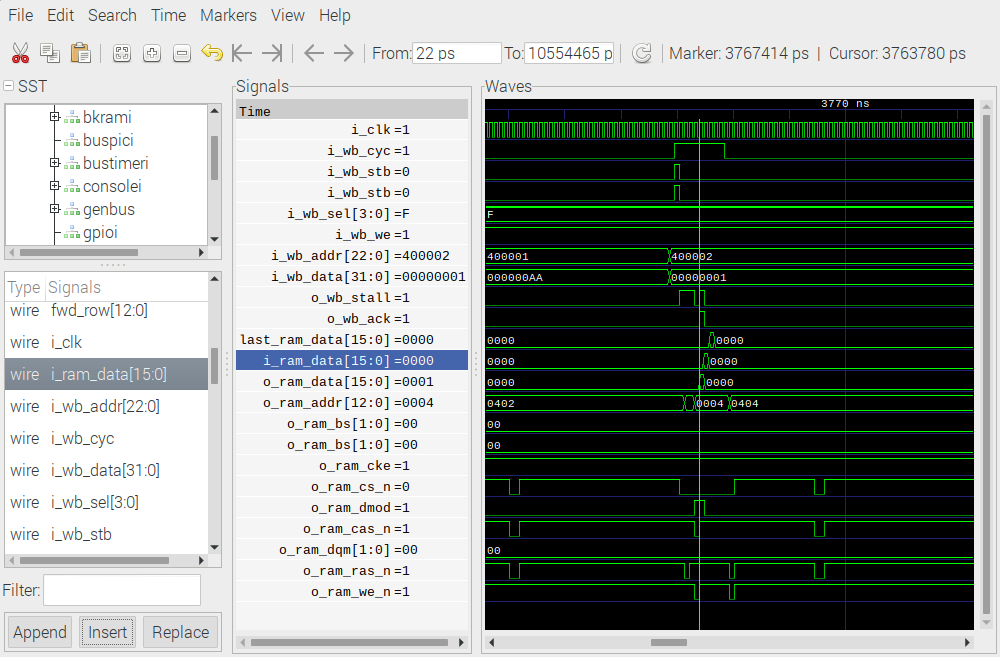 File Edit Search Time Markers View Help
From: 22 ps To: 10554465 p Marker: 3767414 ps | Cursor: 3763780 ps
SST
bkrami
buspici
bustimeri
consolei
genbus
gpioi
Type Signals
wire fwd_row[12:0]
wire i_clk
wire i_ram_data[15:0]
wire i_wb_addr[22:0]
wire i_wb_cyc
wire i_wb_data[31:0]
wire i_wb_sel[3:0]
wire i_wb_stb
Filter:
Append Insert Replace
Signals
Time
i_clk=1
i_wb_cyc=1
i_wb_stb=0
i_wb_stb=0
i_wb_sel[3:0]=F
i_wb_we=1
i_wb_addr[22:0]=400002
i_wb_data[31:0]=00000001
o_wb_stall=1
o_wb_ack=1
last_ram_data[15:0]=0000
i_ram_data[15:0]=0000
o_ram_data[15:0]=0001
o_ram_addr[12:0]=0004
o_ram_bs[1:0]=00
o_ram_bs[1:0]=00
o_ram_cke=1
o_ram_cs_n=0
o_ram_dmod=1
o_ram_cas_n=1
o_ram_dqm[1:0]=00
o_ram_ras_n=1
o_ram_we_n=1
Waves
3770 ns
F
400001 400002
000000AA 00000001
0000 0000
0000 0000
0000 0000
0402 0004 0404
00
00
00